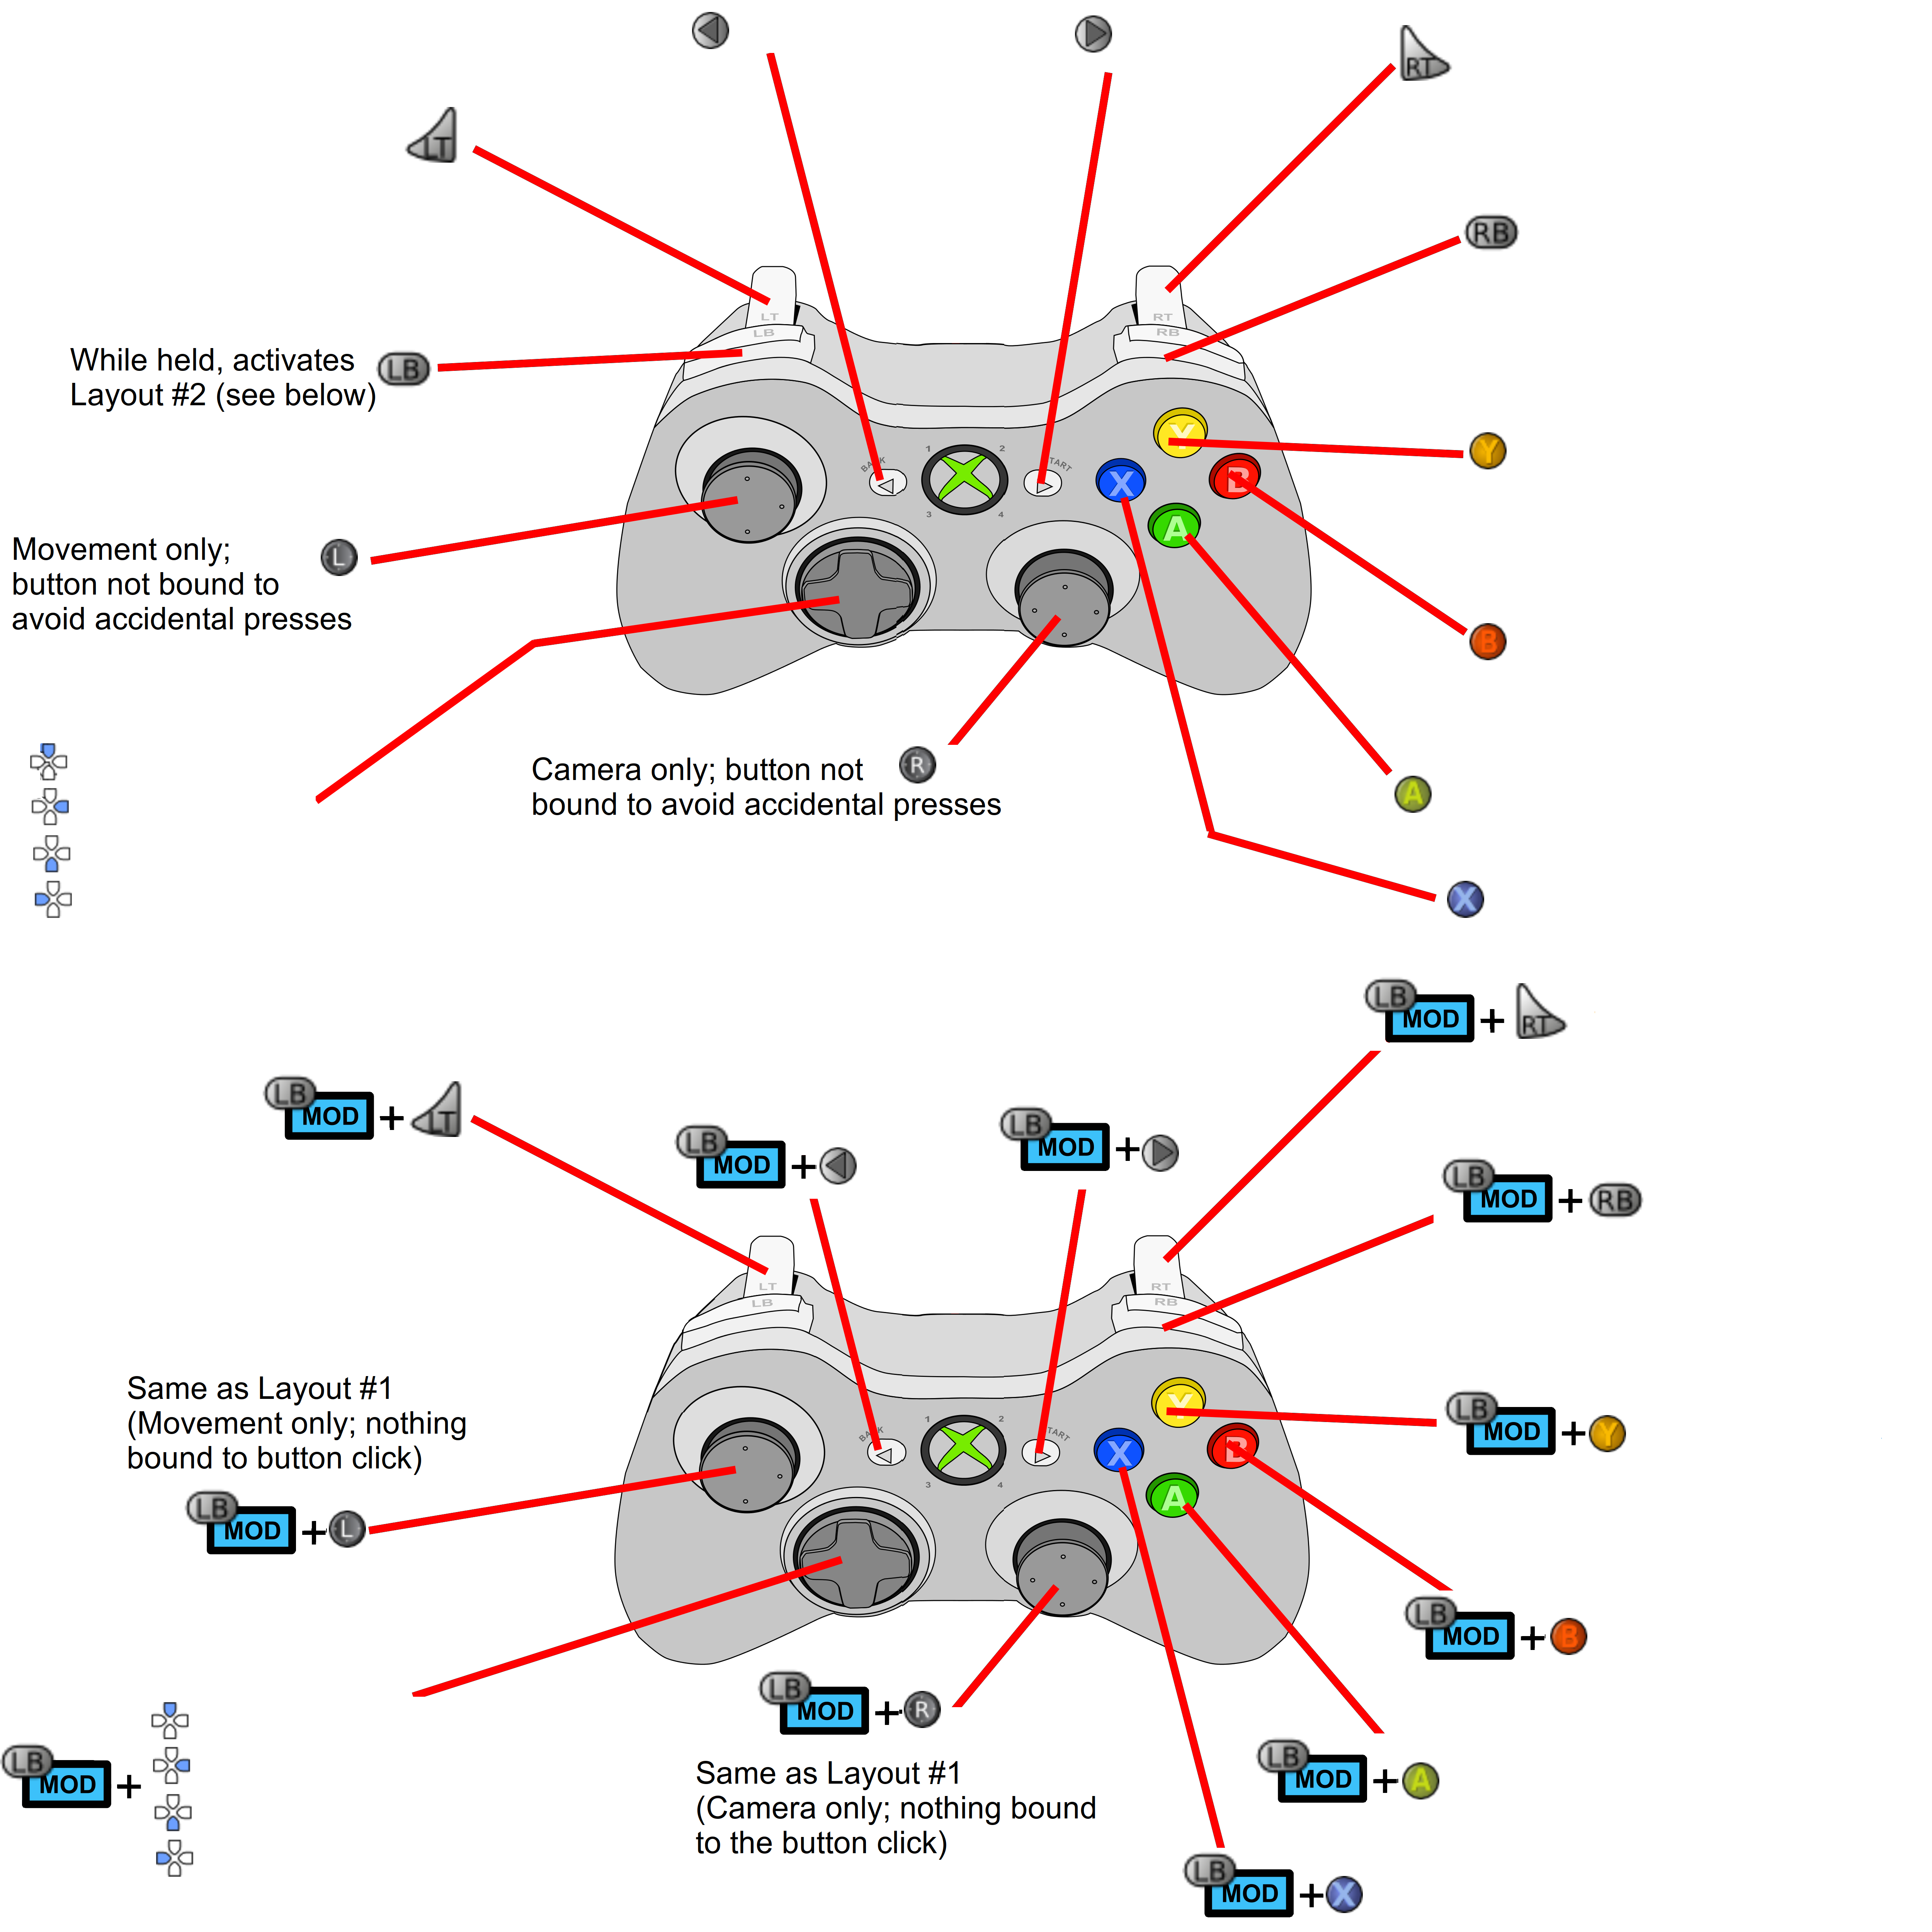 RT
LT
RB
LT
LB
RT
RB
While held, activates
Layout #2 (see below)
LB
Y
1
2
BACK
START
X
B
Y
3
4
A
Movement only;
button not bound to
avoid accidental presses
L
B
Camera only; button not
bound to avoid accidental presses
R
A
X
LB
MOD + RT
LB
MOD + LT
LB
MOD +
LB
MOD +
LB
MOD + RB
LT
LB
RT
RB
Same as Layout #1
(Movement only; nothing
bound to button click)
Y
1
2
BACK
START
X
B
LB
MOD + Y
3
4
A
LB
MOD + L
LB
MOD + B
LB
MOD + R
LB
MOD +
Same as Layout #1
(Camera only; nothing bound
to the button click)
LB
MOD + A
LB
MOD + X